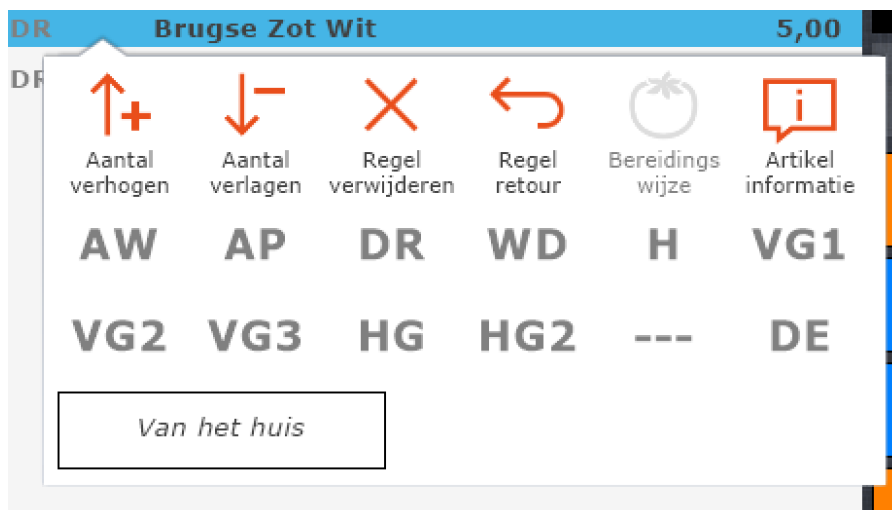 DR Brugse Zot Wit 5,00
DR
Aantal verhogen
Aantal verlagen
Regel verwijderen
Regel retour
Bereidings wijze
i
Artikel informatie
AW AP DR WD H VG1
VG2 VG3 HG HG2 --- DE
Van het huis